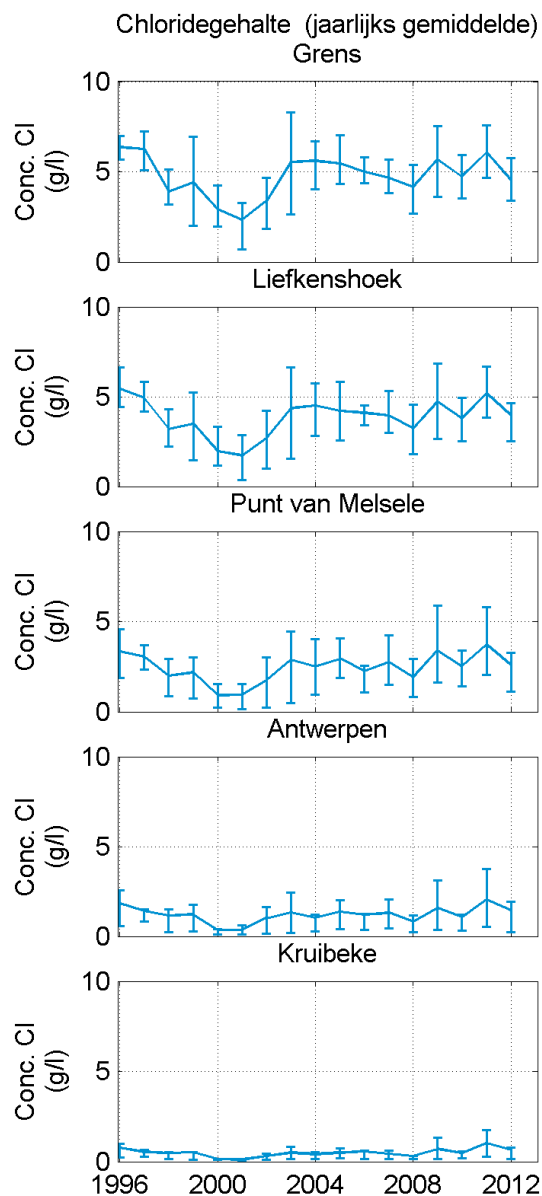 Chloridegehalte (jaarlijks gemiddelde)
Grens
10
5
0
Conc. Cl
(g/l)
Liefkenshoek
10
5
0
Conc. Cl
(g/l)
Punt van Melsele
10
5
0
Conc. Cl
(g/l)
Antwerpen
10
5
0
Conc. Cl
(g/l)
Kruibeke
10
5
0
Conc. Cl
(g/l)
1996 2000 2004 2008 2012